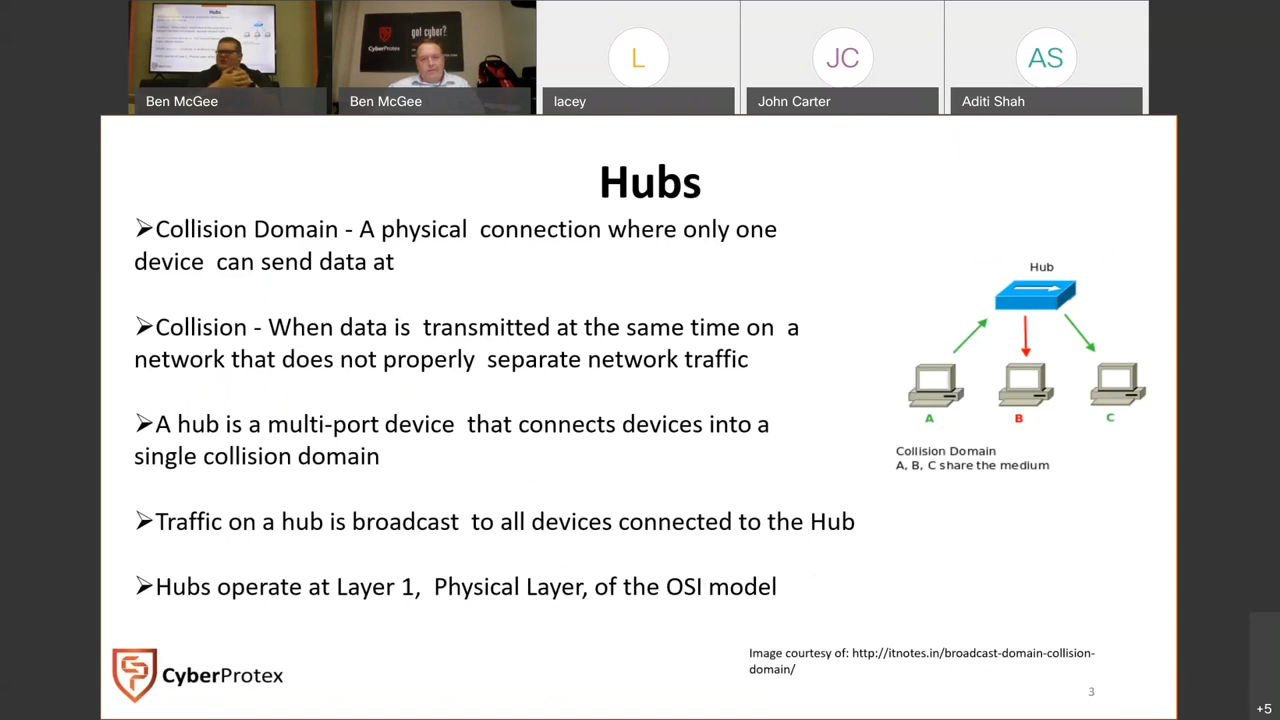 Hubs
CyberProtex
got cyber?
CyberProtex
Ben McGee
Ben McGee
L
lacey
JC
John Carter
AS
Aditi Shah
Hubs
➢Collision Domain - A physical connection where only one
device can send data at
➢Collision - When data is transmitted at the same time on a
network that does not properly separate network traffic
➢A hub is a multi-port device that connects devices into a
single collision domain
➢Traffic on a hub is broadcast to all devices connected to the Hub
➢Hubs operate at Layer 1, Physical Layer, of the OSI model
Hub
A
B
C
Collision Domain
A, B, C share the medium
CyberProtex
Image courtesy of: http://itnotes.in/broadcast-domain-collision-
domain/
3
+5